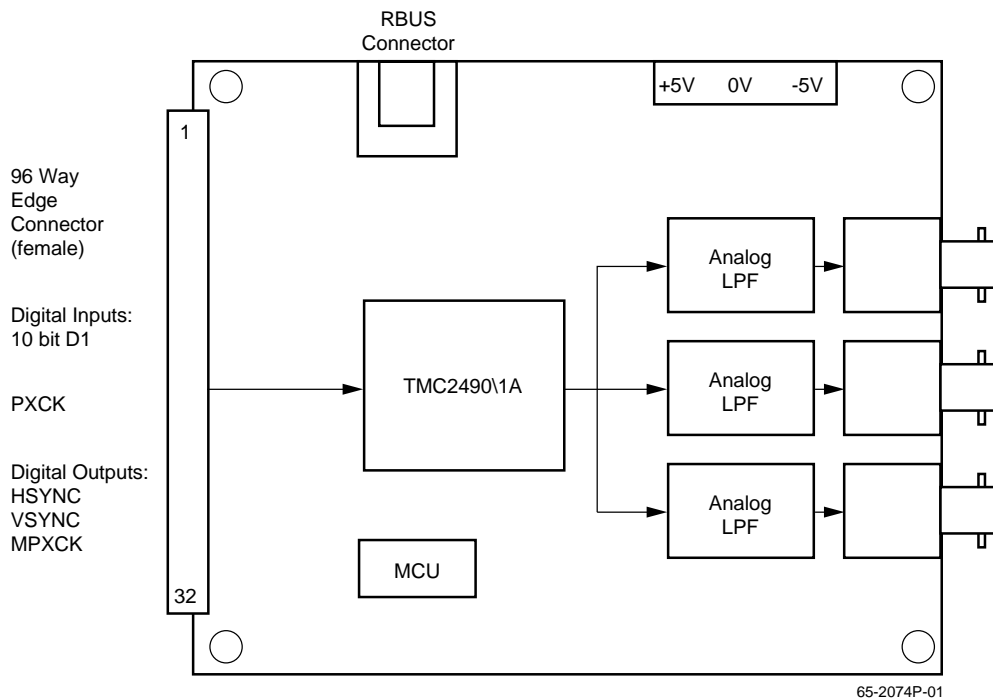 RBUS
Connector
+5V 0V -5V
1
96 Way
Edge
Connector
(female)
Digital Inputs:
10 bit D1
PXCK
Digital Outputs:
HSYNC
VSYNC
MPXCK
32
TMC2490\1A
MCU
Analog
LPF
Analog
LPF
Analog
LPF
65-2074P-01